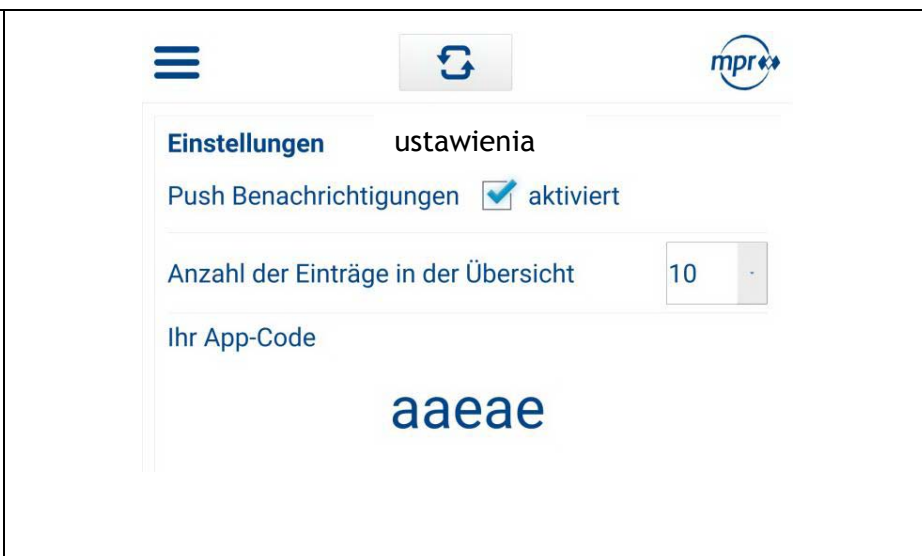 mpr
Einstellungen ustawienia
Push Benachrichtigungen aktiviert
Anzahl der Einträge in der Übersicht 10
Ihr App-Code
aaeae